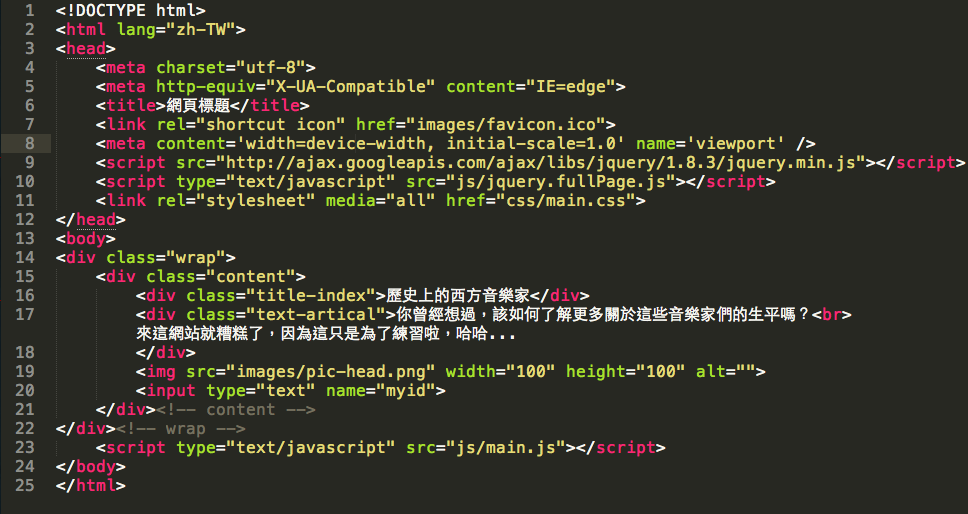 1 <!DOCTYPE html>
2 <html lang="zh-TW">
3 <head>
4     <meta charset="utf-8">
5     <meta http-equiv="X-UA-Compatible" content="IE=edge">
6     <title>網頁標題</title>
7     <link rel="shortcut icon" href="images/favicon.ico">
8     <meta content='width=device-width, initial-scale=1.0' name='viewport' />
9     <script src="http://ajax.googleapis.com/ajax/libs/jquery/1.8.3/jquery.min.js"></script>
10     <script type="text/javascript" src="js/jquery.fullPage.js"></script>
11     <link rel="stylesheet" media="all" href="css/main.css">
12 </head>
13 <body>
14 <div class="wrap">
15     <div class="content">
16         <div class="title-index">歷史上的西方音樂家</div>
17         <div class="text-artical">你曾經想過，該如何了解更多關於這些音樂家們的生平嗎？<br>
來這網站就糟糕了，因為這只是為了練習啦，哈哈...
18         </div>
19         <img src="images/pic-head.png" width="100" height="100" alt="">
20         <input type="text" name="myid">
21     </div><!-- content -->
22 </div><!-- wrap -->
23     <script type="text/javascript" src="js/main.js"></script>
24 </body>
25 </html>